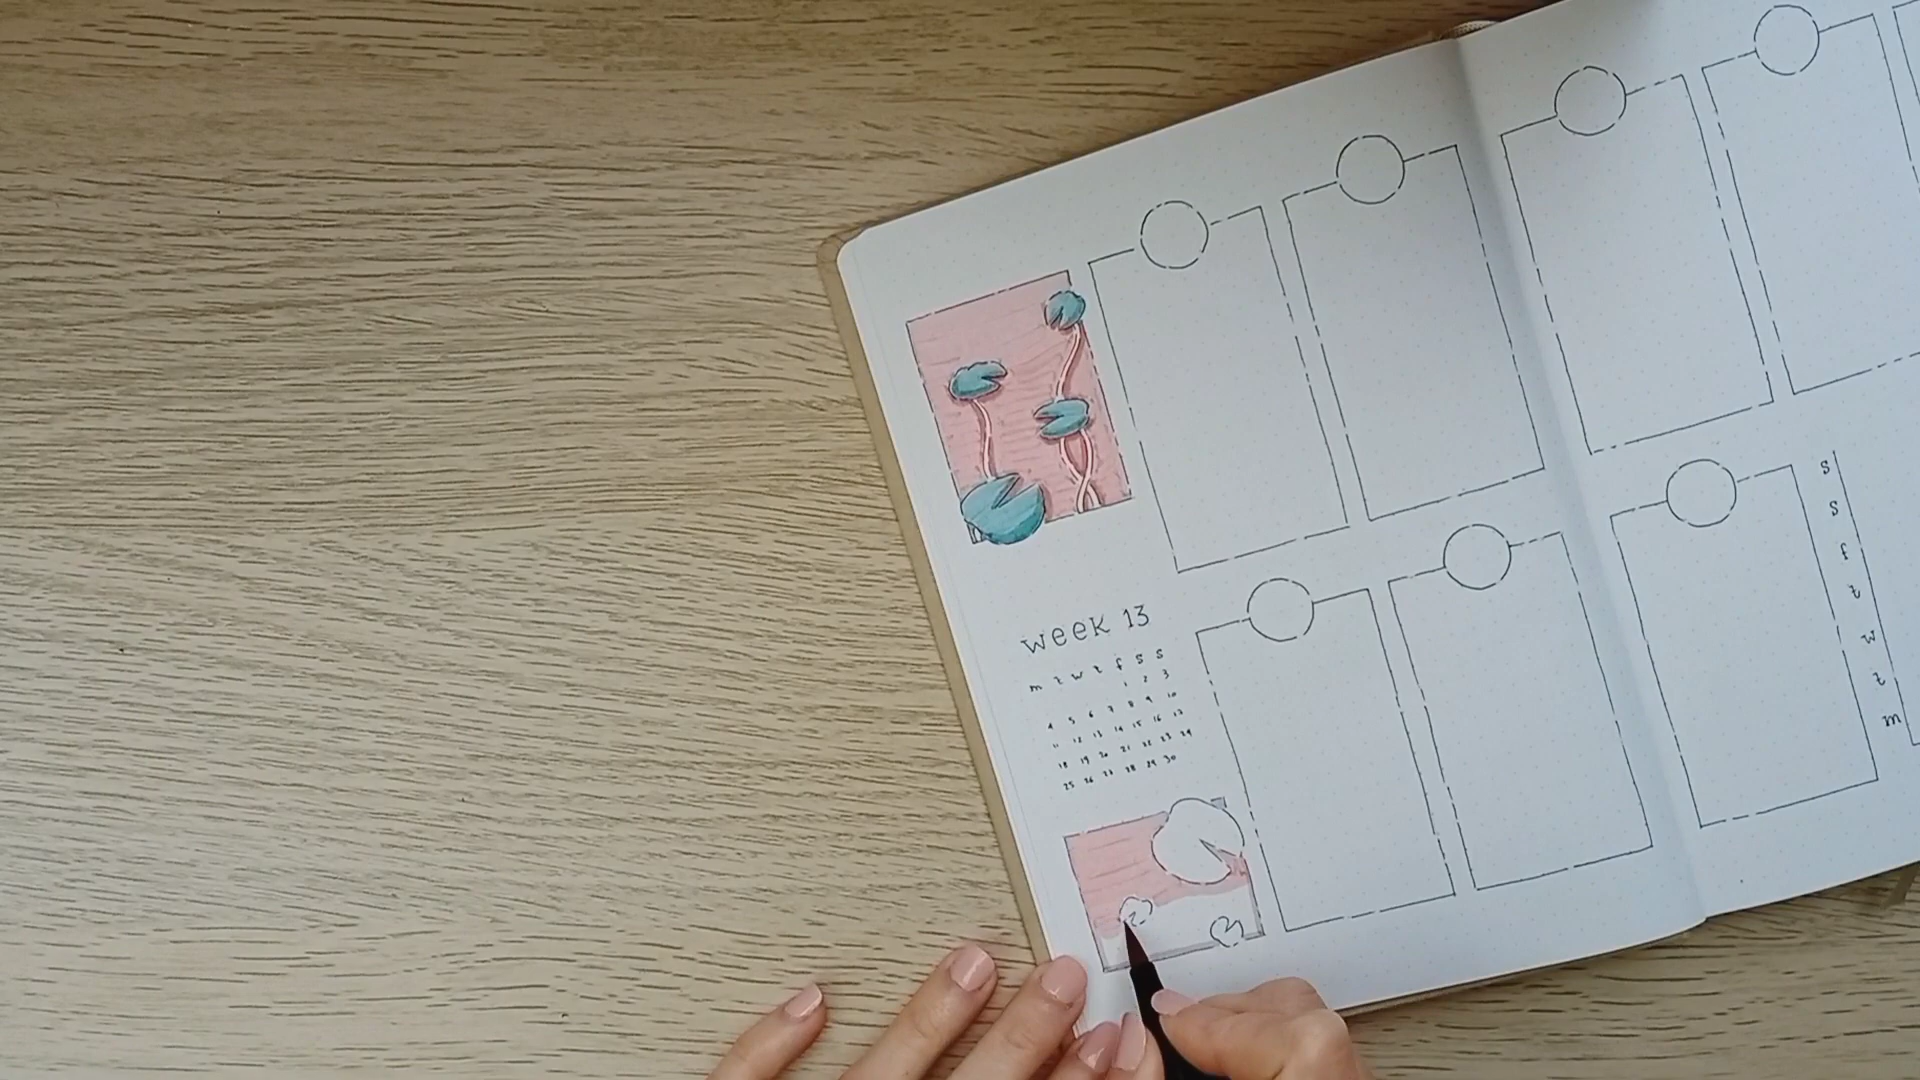 week 13
m t w t f s s
1 2 3
4 5 6 7 8 9 10
11 12 13 14 15 16 17
18 19 20 21 22 23 24
25 26 27 28 29 30
s
s
f
t
w
t
m